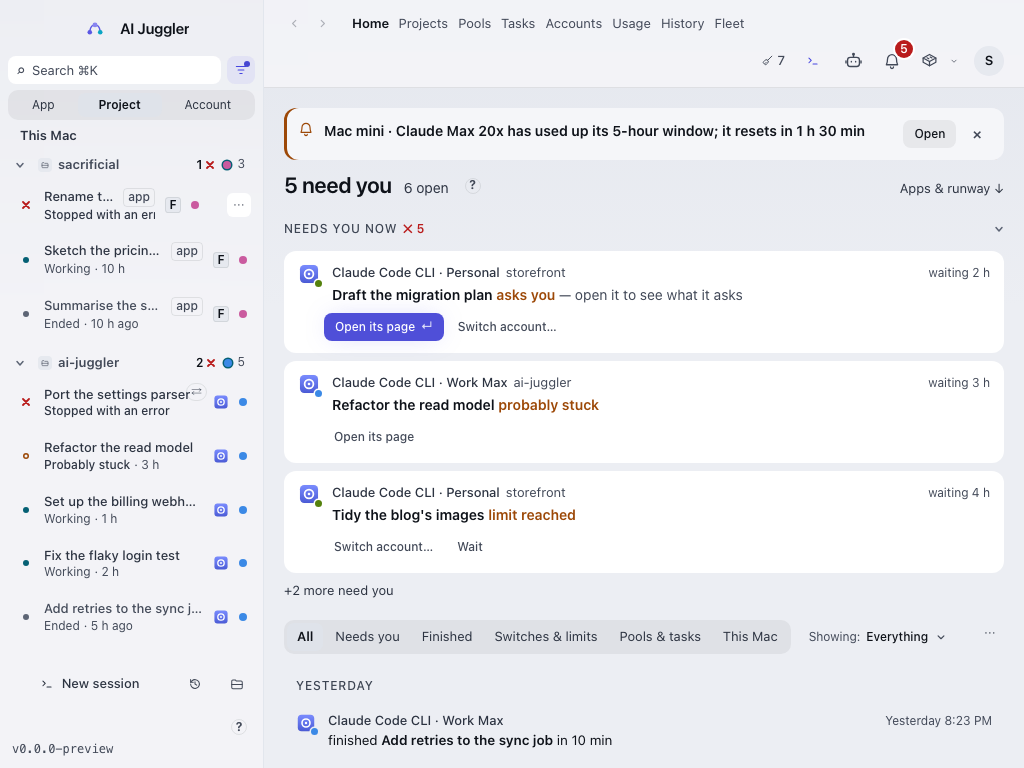 AI Juggler
Search ⌘K
App Project Account
This Mac
sacrificial 1 3
Rename t... app F
Stopped with an err
Sketch the pricin... app F
Working · 10 h
Summarise the s... app F
Ended · 10 h ago
ai-juggler 2 5
Port the settings parser
Stopped with an error
Refactor the read model
Probably stuck · 3 h
Set up the billing webh...
Working · 1 h
Fix the flaky login test
Working · 2 h
Add retries to the sync j...
Ended · 5 h ago
New session
?
v0.0.0-preview
Home Projects Pools Tasks Accounts Usage History Fleet
7 5 S
Mac mini · Claude Max 20x has used up its 5-hour window; it resets in 1 h 30 min Open ×
5 need you 6 open ? Apps & runway ↓
NEEDS YOU NOW 5
Claude Code CLI · Personal storefront waiting 2 h
Draft the migration plan asks you — open it to see what it asks
Open its page ↵ Switch account...
Claude Code CLI · Work Max ai-juggler waiting 3 h
Refactor the read model probably stuck
Open its page
Claude Code CLI · Personal storefront waiting 4 h
Tidy the blog's images limit reached
Switch account... Wait
+2 more need you
All Needs you Finished Switches & limits Pools & tasks This Mac Showing: Everything ...
YESTERDAY
Claude Code CLI · Work Max Yesterday 8:23 PM
finished Add retries to the sync job in 10 min